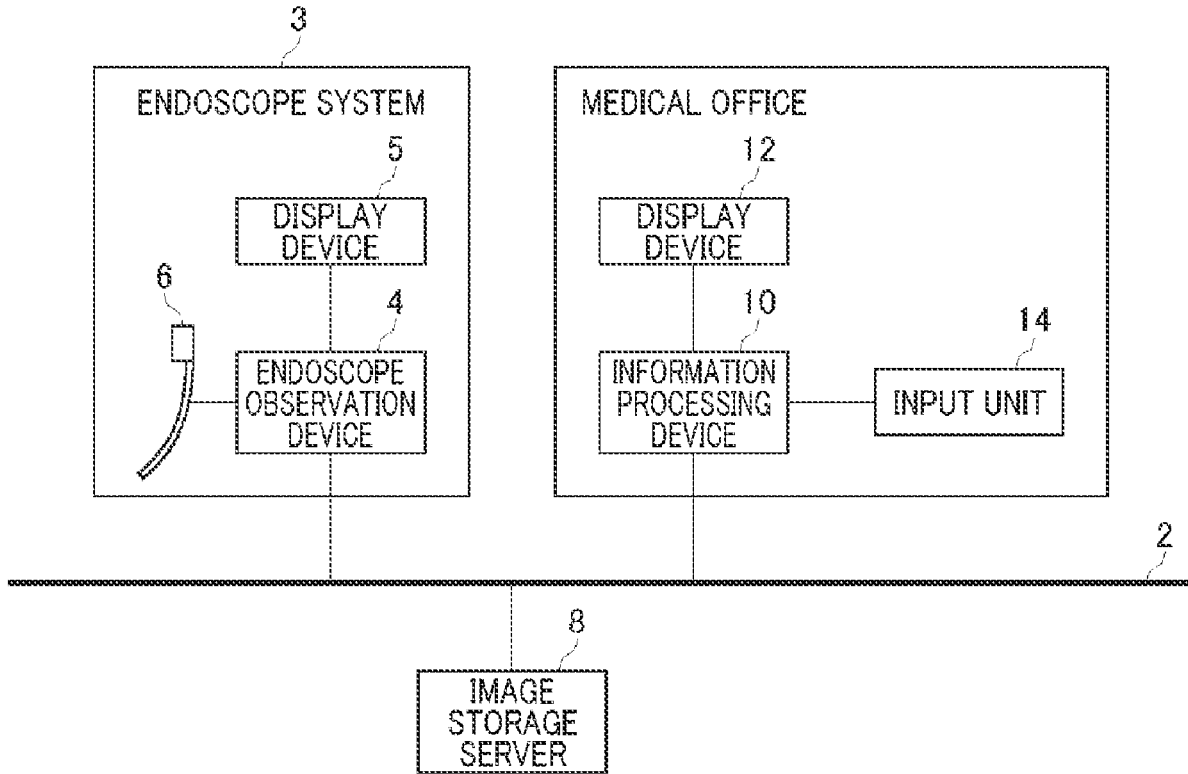 3
ENDOSCOPE SYSTEM
MEDICAL OFFICE
5
12
DISPLAY
DEVICE
DISPLAY
DEVICE
6
4
10
14
ENDOSCOPE
OBSERVATION
DEVICE
INFORMATION
PROCESSING
DEVICE
INPUT UNIT
2
8
IMAGE
STORAGE
SERVER